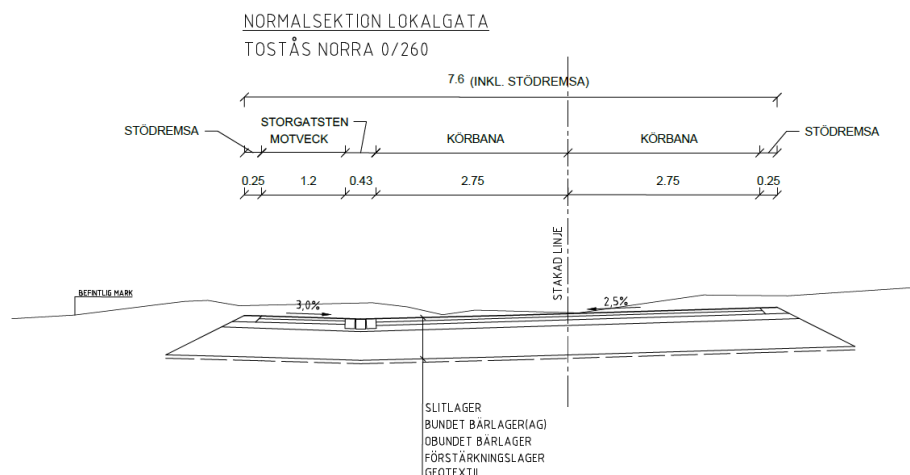 NORMALSEKTION LOKALGATA
TOSTÅS NORRA 0/260
7.6 (INKL. STÖDREMSA)
STÖDREMSA
STORGATSTEN
MOTVECK
KÖRBANA
KÖRBANA
STÖDREMSA
0.25
1.2
0.43
2.75
2.75
0.25
STAKAD LINJE
BEFINTLIG MARK
3,0%
2,5%
SLITLAGER
BUNDET BÄRLAGER(AG)
OBUNDET BÄRLAGER
FÖRSTÄRKNINGSLAGER
GEOTEXTIL